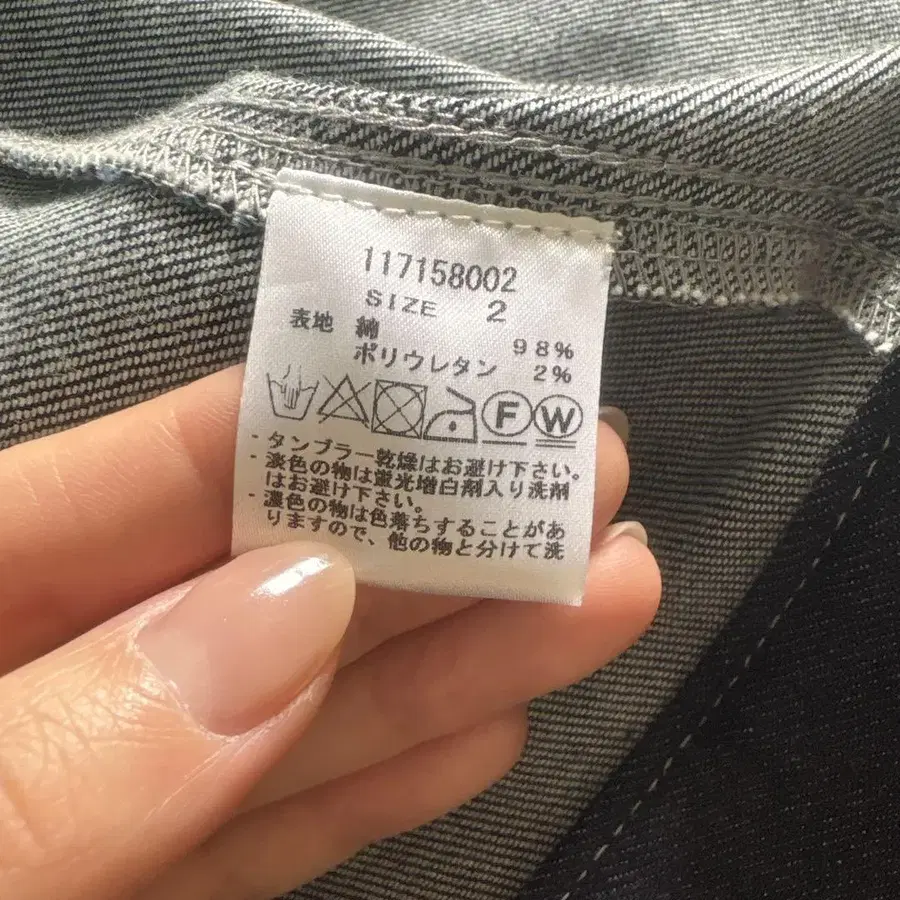 117158002
SIZE 2
表地 綿 98%
ポリウレタン 2%
F W
・タンブラー乾燥はお避け下さい。
・淡色の物は蛍光増白剤入り洗剤
はお避け下さい。
・濃色の物は色落ちすることがあ
りますので、他の物と分けて洗